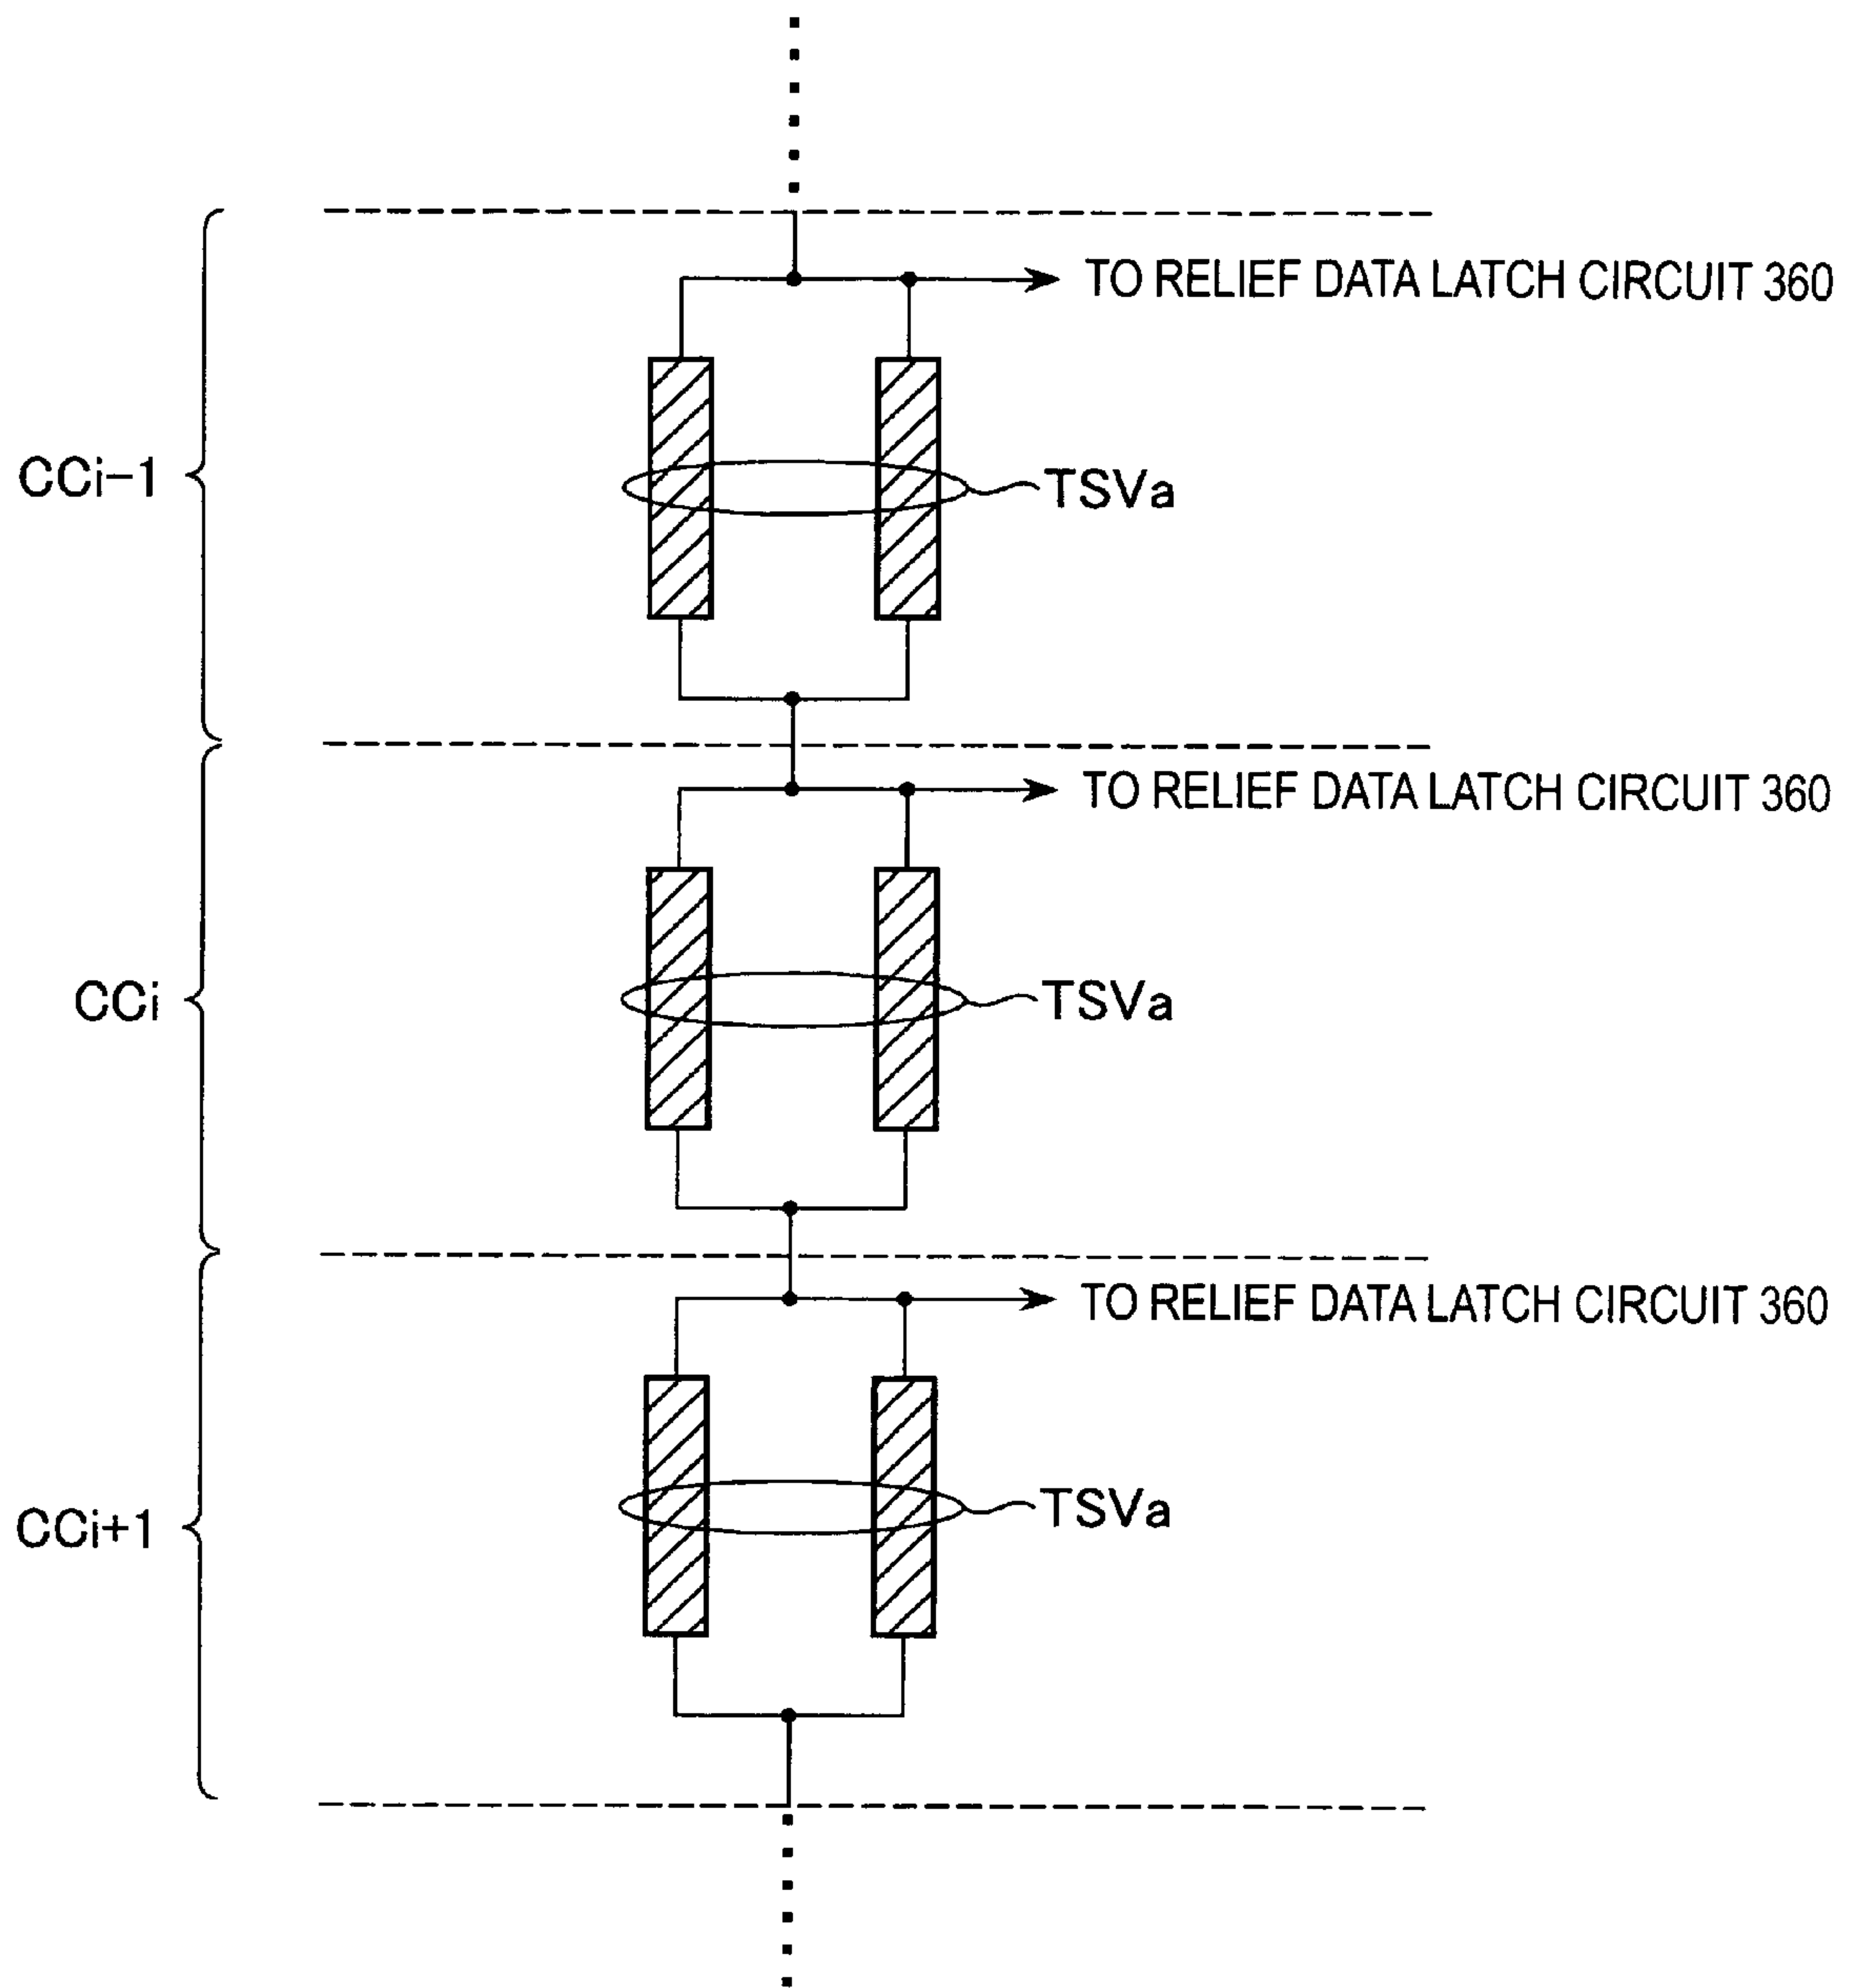 TO RELIEF DATA LATCH CIRCUIT 360
CCi-1
TSVa
TO RELIEF DATA LATCH CIRCUIT 360
CCi
TSVa
TO RELIEF DATA LATCH CIRCUIT 360
CCi+1
TSVa